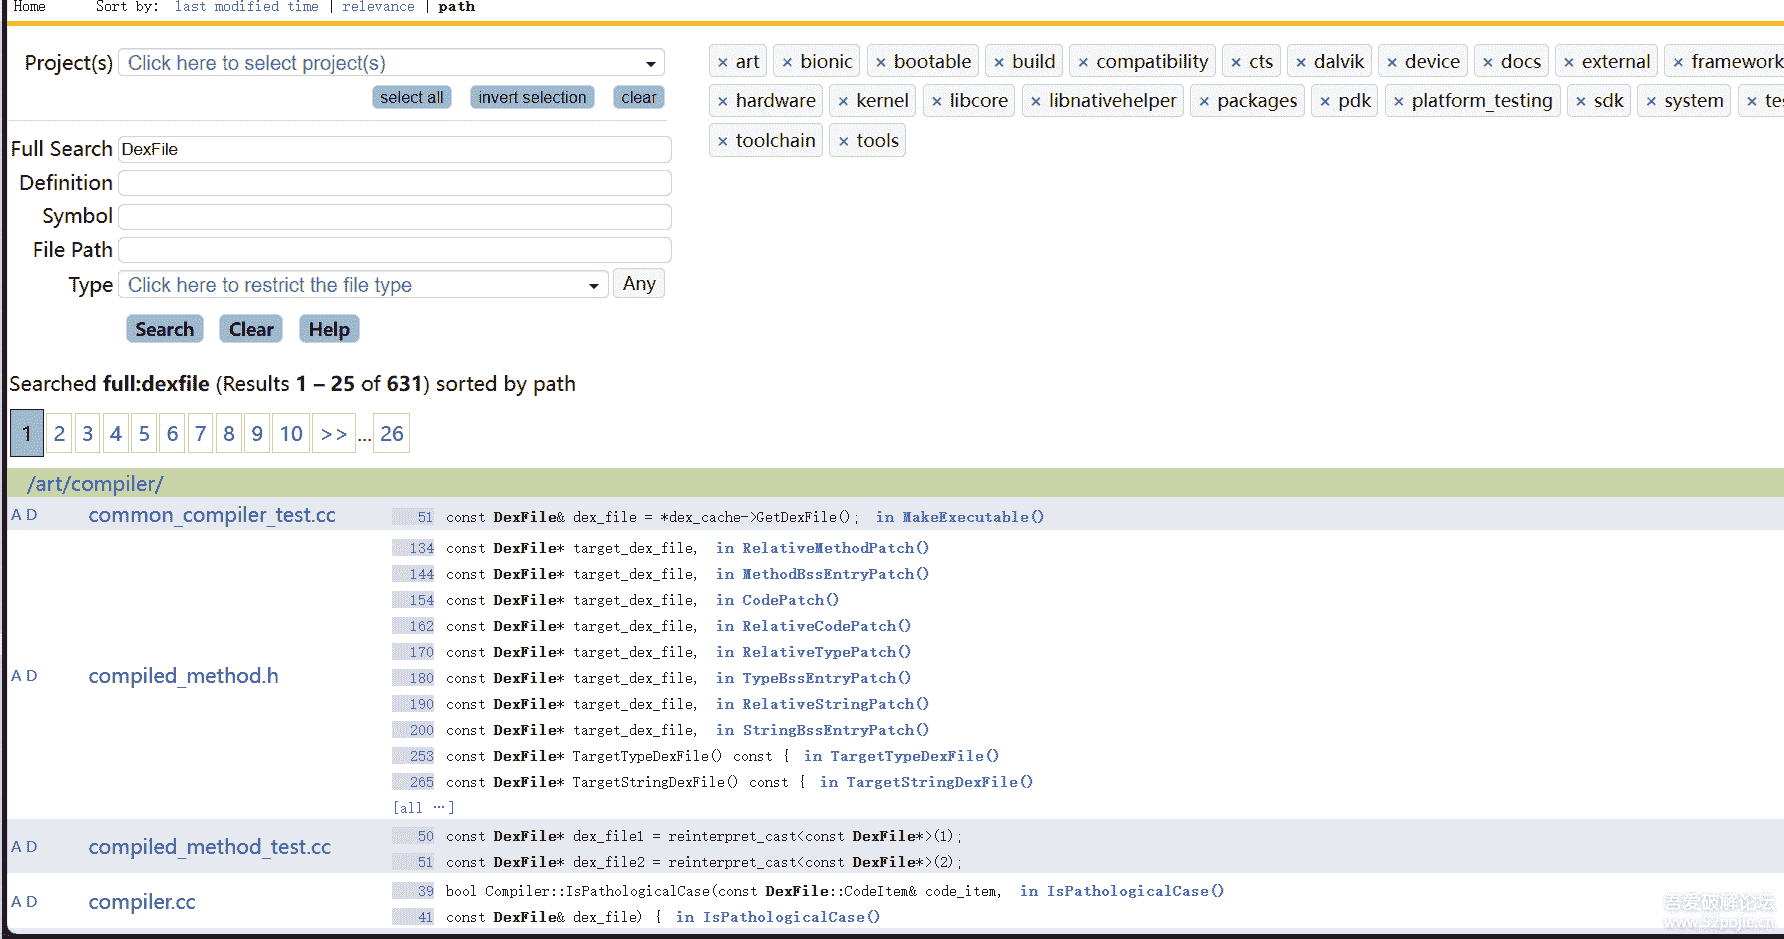 Home Sort by: last modified time | relevance | path
Project(s) Click here to select project(s)
select all invert selection clear
× art × bionic × bootable × build × compatibility × cts × dalvik × device × docs × external × framework
× hardware × kernel × libcore × libnativehelper × packages × pdk × platform_testing × sdk × system × tes
× toolchain × tools
Full Search DexFile
Definition
Symbol
File Path
Type Click here to restrict the file type Any
Search Clear Help
Searched full:dexfile (Results 1 – 25 of 631) sorted by path
1 2 3 4 5 6 7 8 9 10 >> ... 26
/art/compiler/
A D common_compiler_test.cc 51 const DexFile& dex_file = *dex_cache->GetDexFile(); in MakeExecutable()
A D compiled_method.h
134 const DexFile* target_dex_file, in RelativeMethodPatch()
144 const DexFile* target_dex_file, in MethodBssEntryPatch()
154 const DexFile* target_dex_file, in CodePatch()
162 const DexFile* target_dex_file, in RelativeCodePatch()
170 const DexFile* target_dex_file, in RelativeTypePatch()
180 const DexFile* target_dex_file, in TypeBssEntryPatch()
190 const DexFile* target_dex_file, in RelativeStringPatch()
200 const DexFile* target_dex_file, in StringBssEntryPatch()
253 const DexFile* TargetTypeDexFile() const { in TargetTypeDexFile()
265 const DexFile* TargetStringDexFile() const { in TargetStringDexFile()
[all …]
A D compiled_method_test.cc
50 const DexFile* dex_file1 = reinterpret_cast<const DexFile*>(1);
51 const DexFile* dex_file2 = reinterpret_cast<const DexFile*>(2);
A D compiler.cc
39 bool Compiler::IsPathologicalCase(const DexFile::CodeItem& code_item, in IsPathologicalCase()
41 const DexFile& dex_file) { in IsPathologicalCase()
吾爱破解论坛
www.52pojie.cn